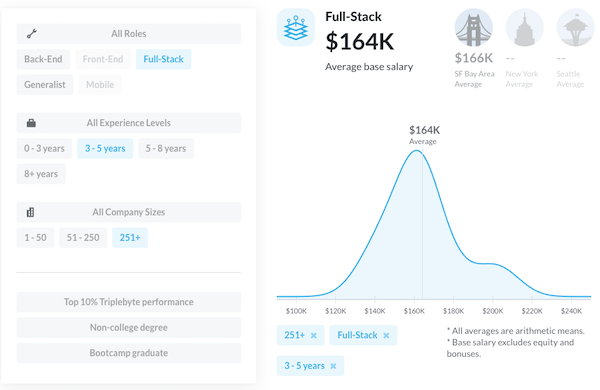 All Roles
Back-End
Front-End
Full-Stack
Generalist
Mobile
All Experience Levels
0 - 3 years
3 - 5 years
5 - 8 years
8+ years
All Company Sizes
1 - 50
51 - 250
251+
Top 10% Triplebyte performance
Non-college degree
Bootcamp graduate
Full-Stack
$164K
Average base salary
$166K
SF Bay Area
Average
--
New York
Average
--
Seattle
Average
$164K
Average
$100K
$120K
$140K
$160K
$180K
$200K
$220K
$240K
251+ ×
Full-Stack ×
3 - 5 years ×
* All averages are arithmetic means.
* Base salary excludes equity and
bonuses.